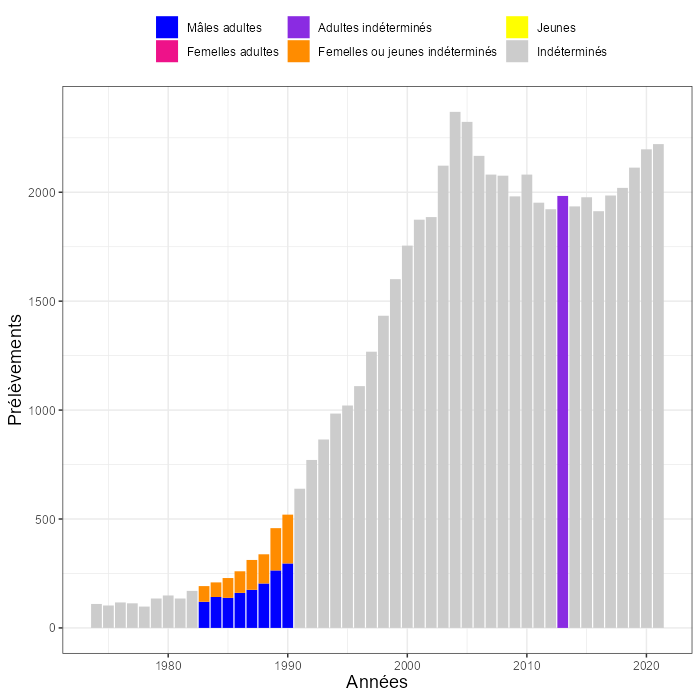 Mâles adultes
Adultes indéterminés
Jeunes
Femelles adultes
Femelles ou jeunes indéterminés
Indéterminés
2000
1500
1000
500
0
Prélèvements
1980
1990
2000
2010
2020
Années